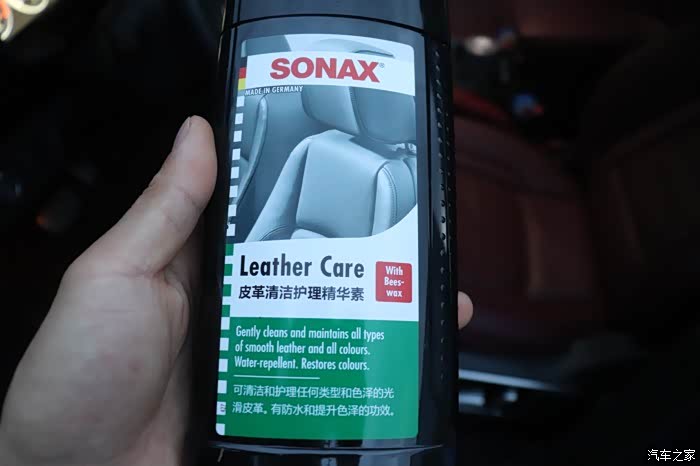 SONAX®
MADE IN GERMANY
Leather Care
With
Bees-
wax
皮革清洁护理精华素
Gently cleans and maintains all types
of smooth leather and all colours.
Water-repellent. Restores colours.
可清洁和护理任何类型和色泽的光
滑皮革。有防水和提升色泽的功效。
汽车之家